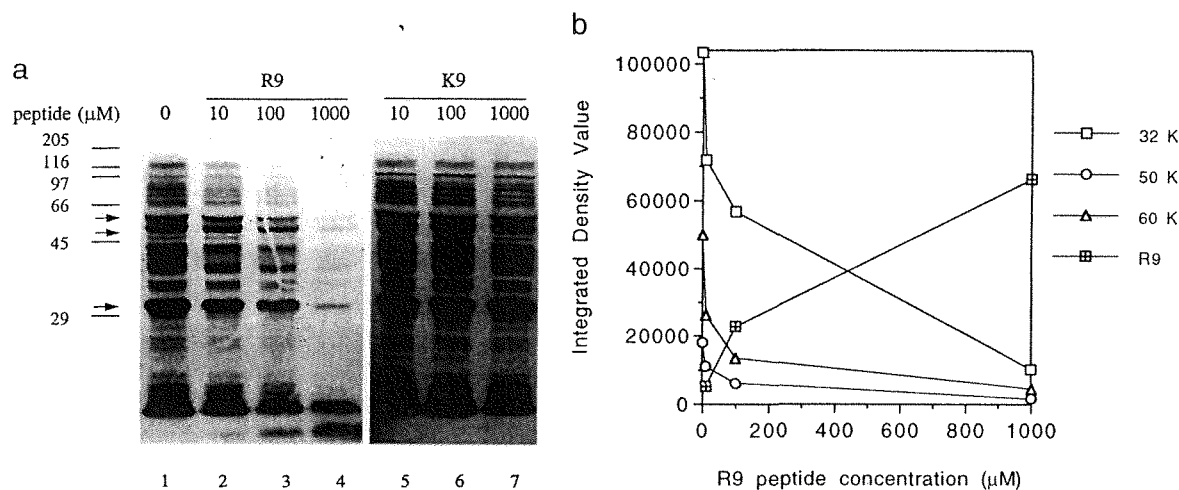 a
R9
K9
peptide (µM) 0 10 100 1000 10 100 1000
205
116
97
66
45
29
1 2 3 4 5 6 7
b
Integrated Density Value
100000
80000
60000
40000
20000
0
0 200 400 600 800 1000
R9 peptide concentration (µM)
32 K
50 K
60 K
R9